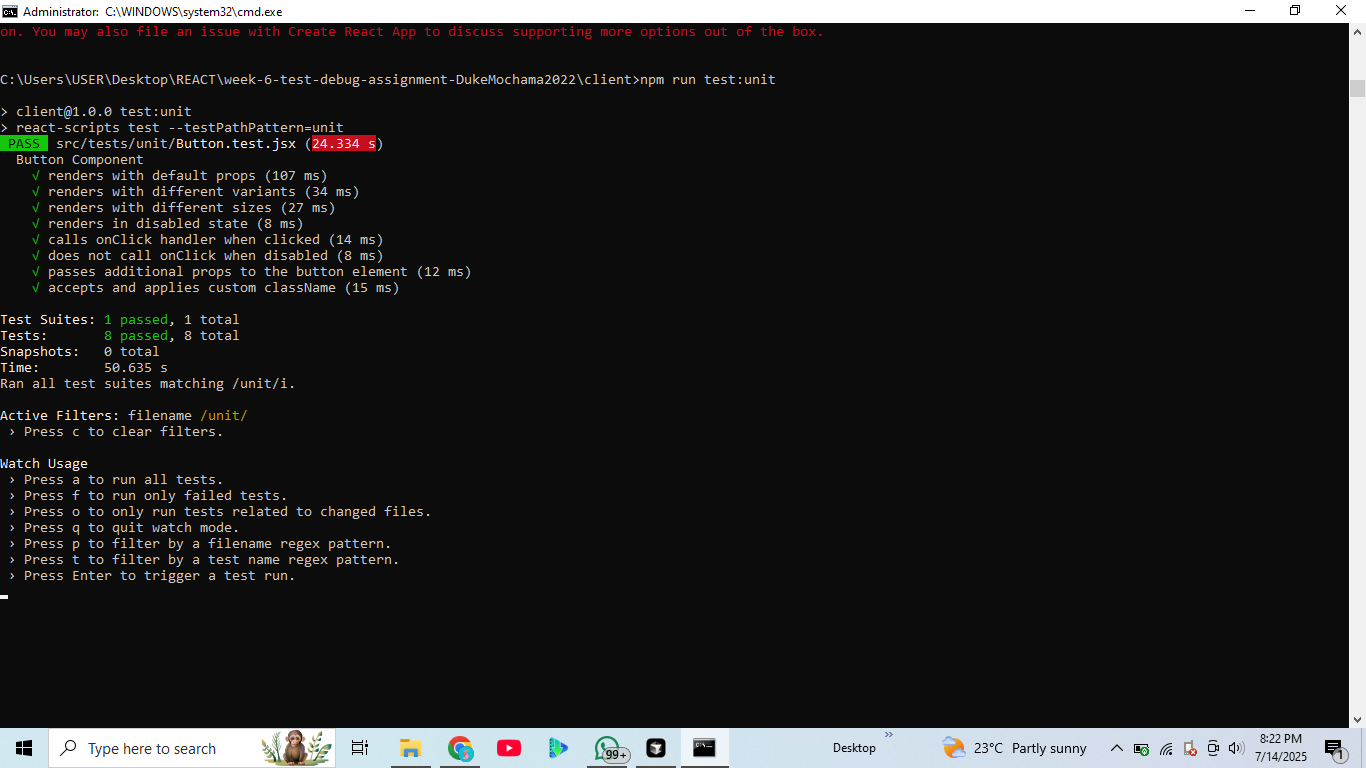 Administrator: C:\WINDOWS\system32\cmd.exe
on. You may also file an issue with Create React App to discuss supporting more options out of the box.
C:\Users\USER\Desktop\REACT\week-6-test-debug-assignment-DukeMochama2022\client>npm run test:unit
> client@1.0.0 test:unit
> react-scripts test --testPathPattern=unit
PASS src/tests/unit/Button.test.jsx (24.334 s)
Button Component
√ renders with default props (107 ms)
√ renders with different variants (34 ms)
√ renders with different sizes (27 ms)
√ renders in disabled state (8 ms)
√ calls onClick handler when clicked (14 ms)
√ does not call onClick when disabled (8 ms)
√ passes additional props to the button element (12 ms)
√ accepts and applies custom className (15 ms)
Test Suites: 1 passed, 1 total
Tests: 8 passed, 8 total
Snapshots: 0 total
Time: 50.635 s
Ran all test suites matching /unit/i.
Active Filters: filename /unit/
› Press c to clear filters.
Watch Usage
› Press a to run all tests.
› Press f to run only failed tests.
› Press o to only run tests related to changed files.
› Press q to quit watch mode.
› Press p to filter by a filename regex pattern.
› Press t to filter by a test name regex pattern.
› Press Enter to trigger a test run.
Type here to search
99+
Desktop
23°C Partly sunny
8:22 PM
7/14/2025
1